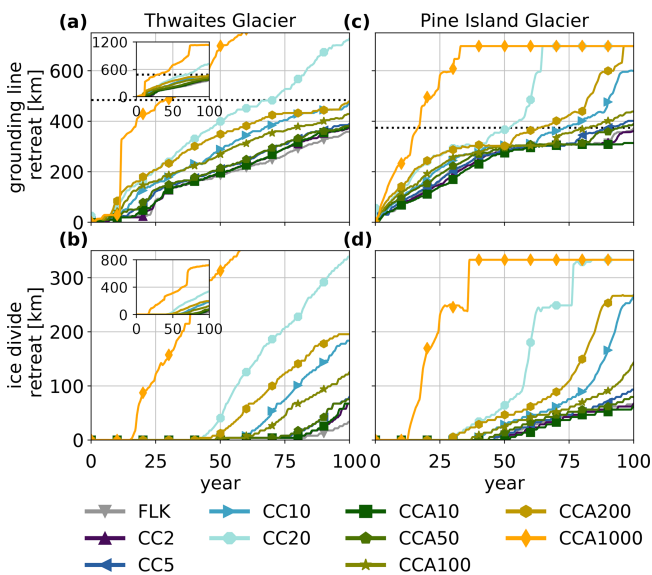 (a) Thwaites Glacier (c) Pine Island Glacier
grounding line
retreat [km]
600
400
200
0
1200
600
0
0 50 100
(b) (d)
ice divide
retreat [km]
300
200
100
0
800
400
0
0 50 100
0 25 50 75 100 0 25 50 75 100
year year
FLK CC10 CCA10 CCA200
CC2 CC20 CCA50 CCA1000
CC5 CCA100